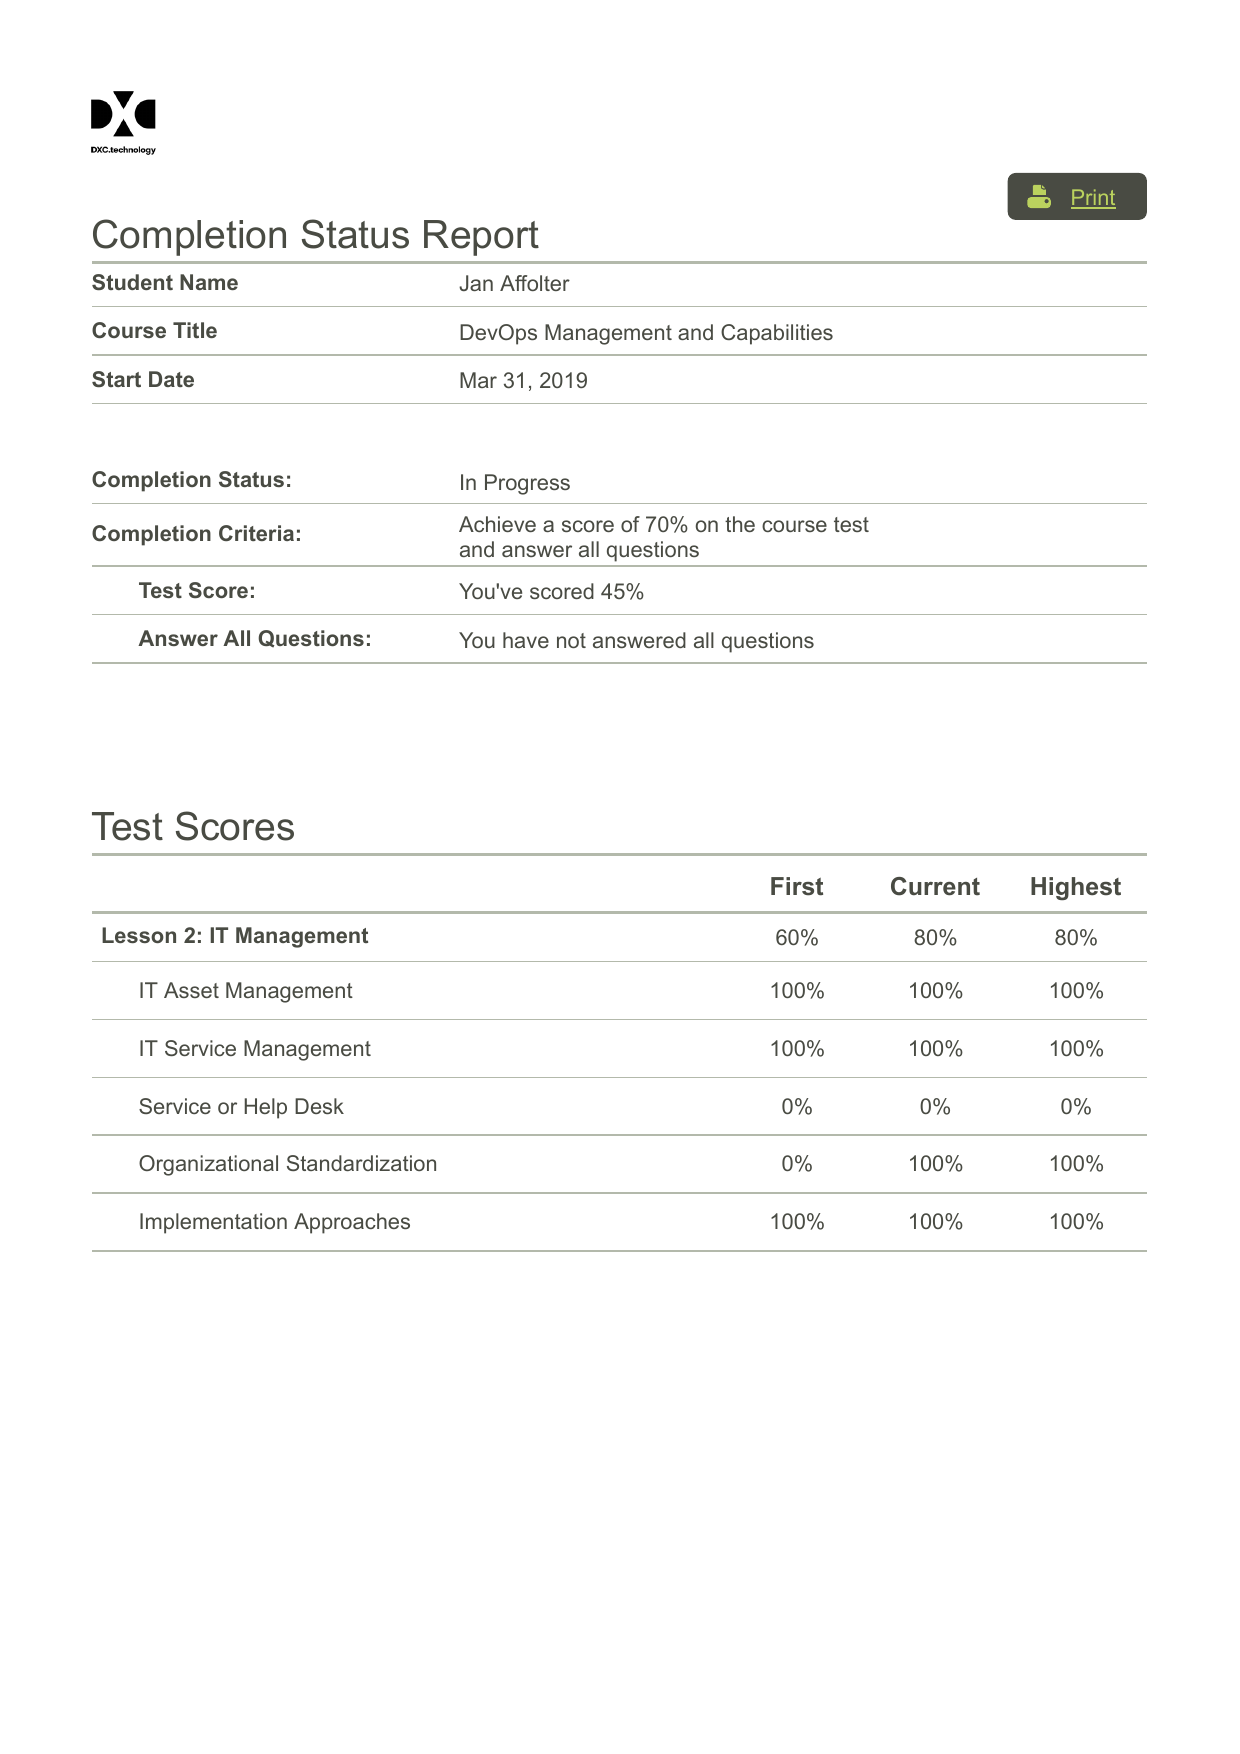 DXC.technology
Print
Completion Status Report
Student Name Jan Affolter
Course Title DevOps Management and Capabilities
Start Date Mar 31, 2019
Completion Status: In Progress
Completion Criteria: Achieve a score of 70% on the course test
and answer all questions
Test Score: You've scored 45%
Answer All Questions: You have not answered all questions
Test Scores
First Current Highest
Lesson 2: IT Management 60% 80% 80%
IT Asset Management 100% 100% 100%
IT Service Management 100% 100% 100%
Service or Help Desk 0% 0% 0%
Organizational Standardization 0% 100% 100%
Implementation Approaches 100% 100% 100%